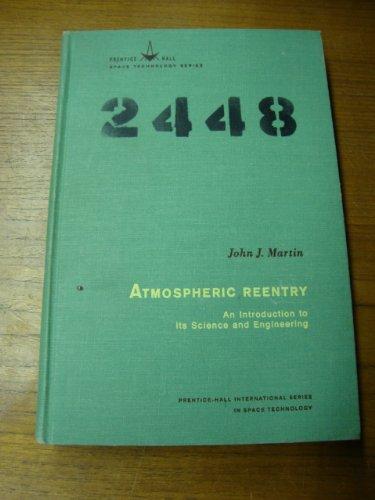 PRENTICE HALL
SPACE TECHNOLOGY SERIES
2448
John J. Martin
ATMOSPHERIC REENTRY
An Introduction to
Its Science and Engineering
PRENTICE-HALL INTERNATIONAL SERIES
IN SPACE TECHNOLOGY